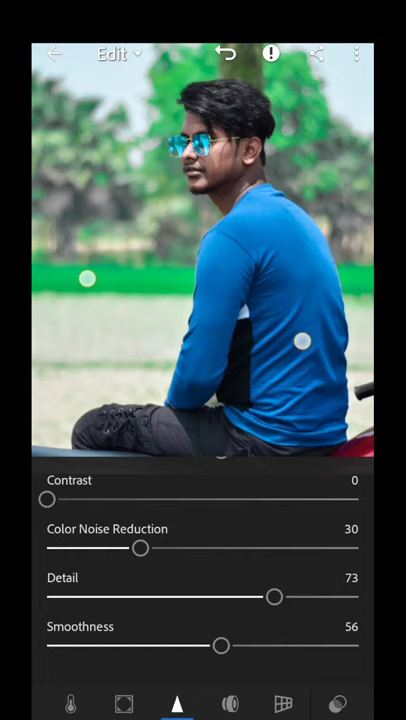 Edit
Contrast 0
Color Noise Reduction 30
Detail 73
Smoothness 56